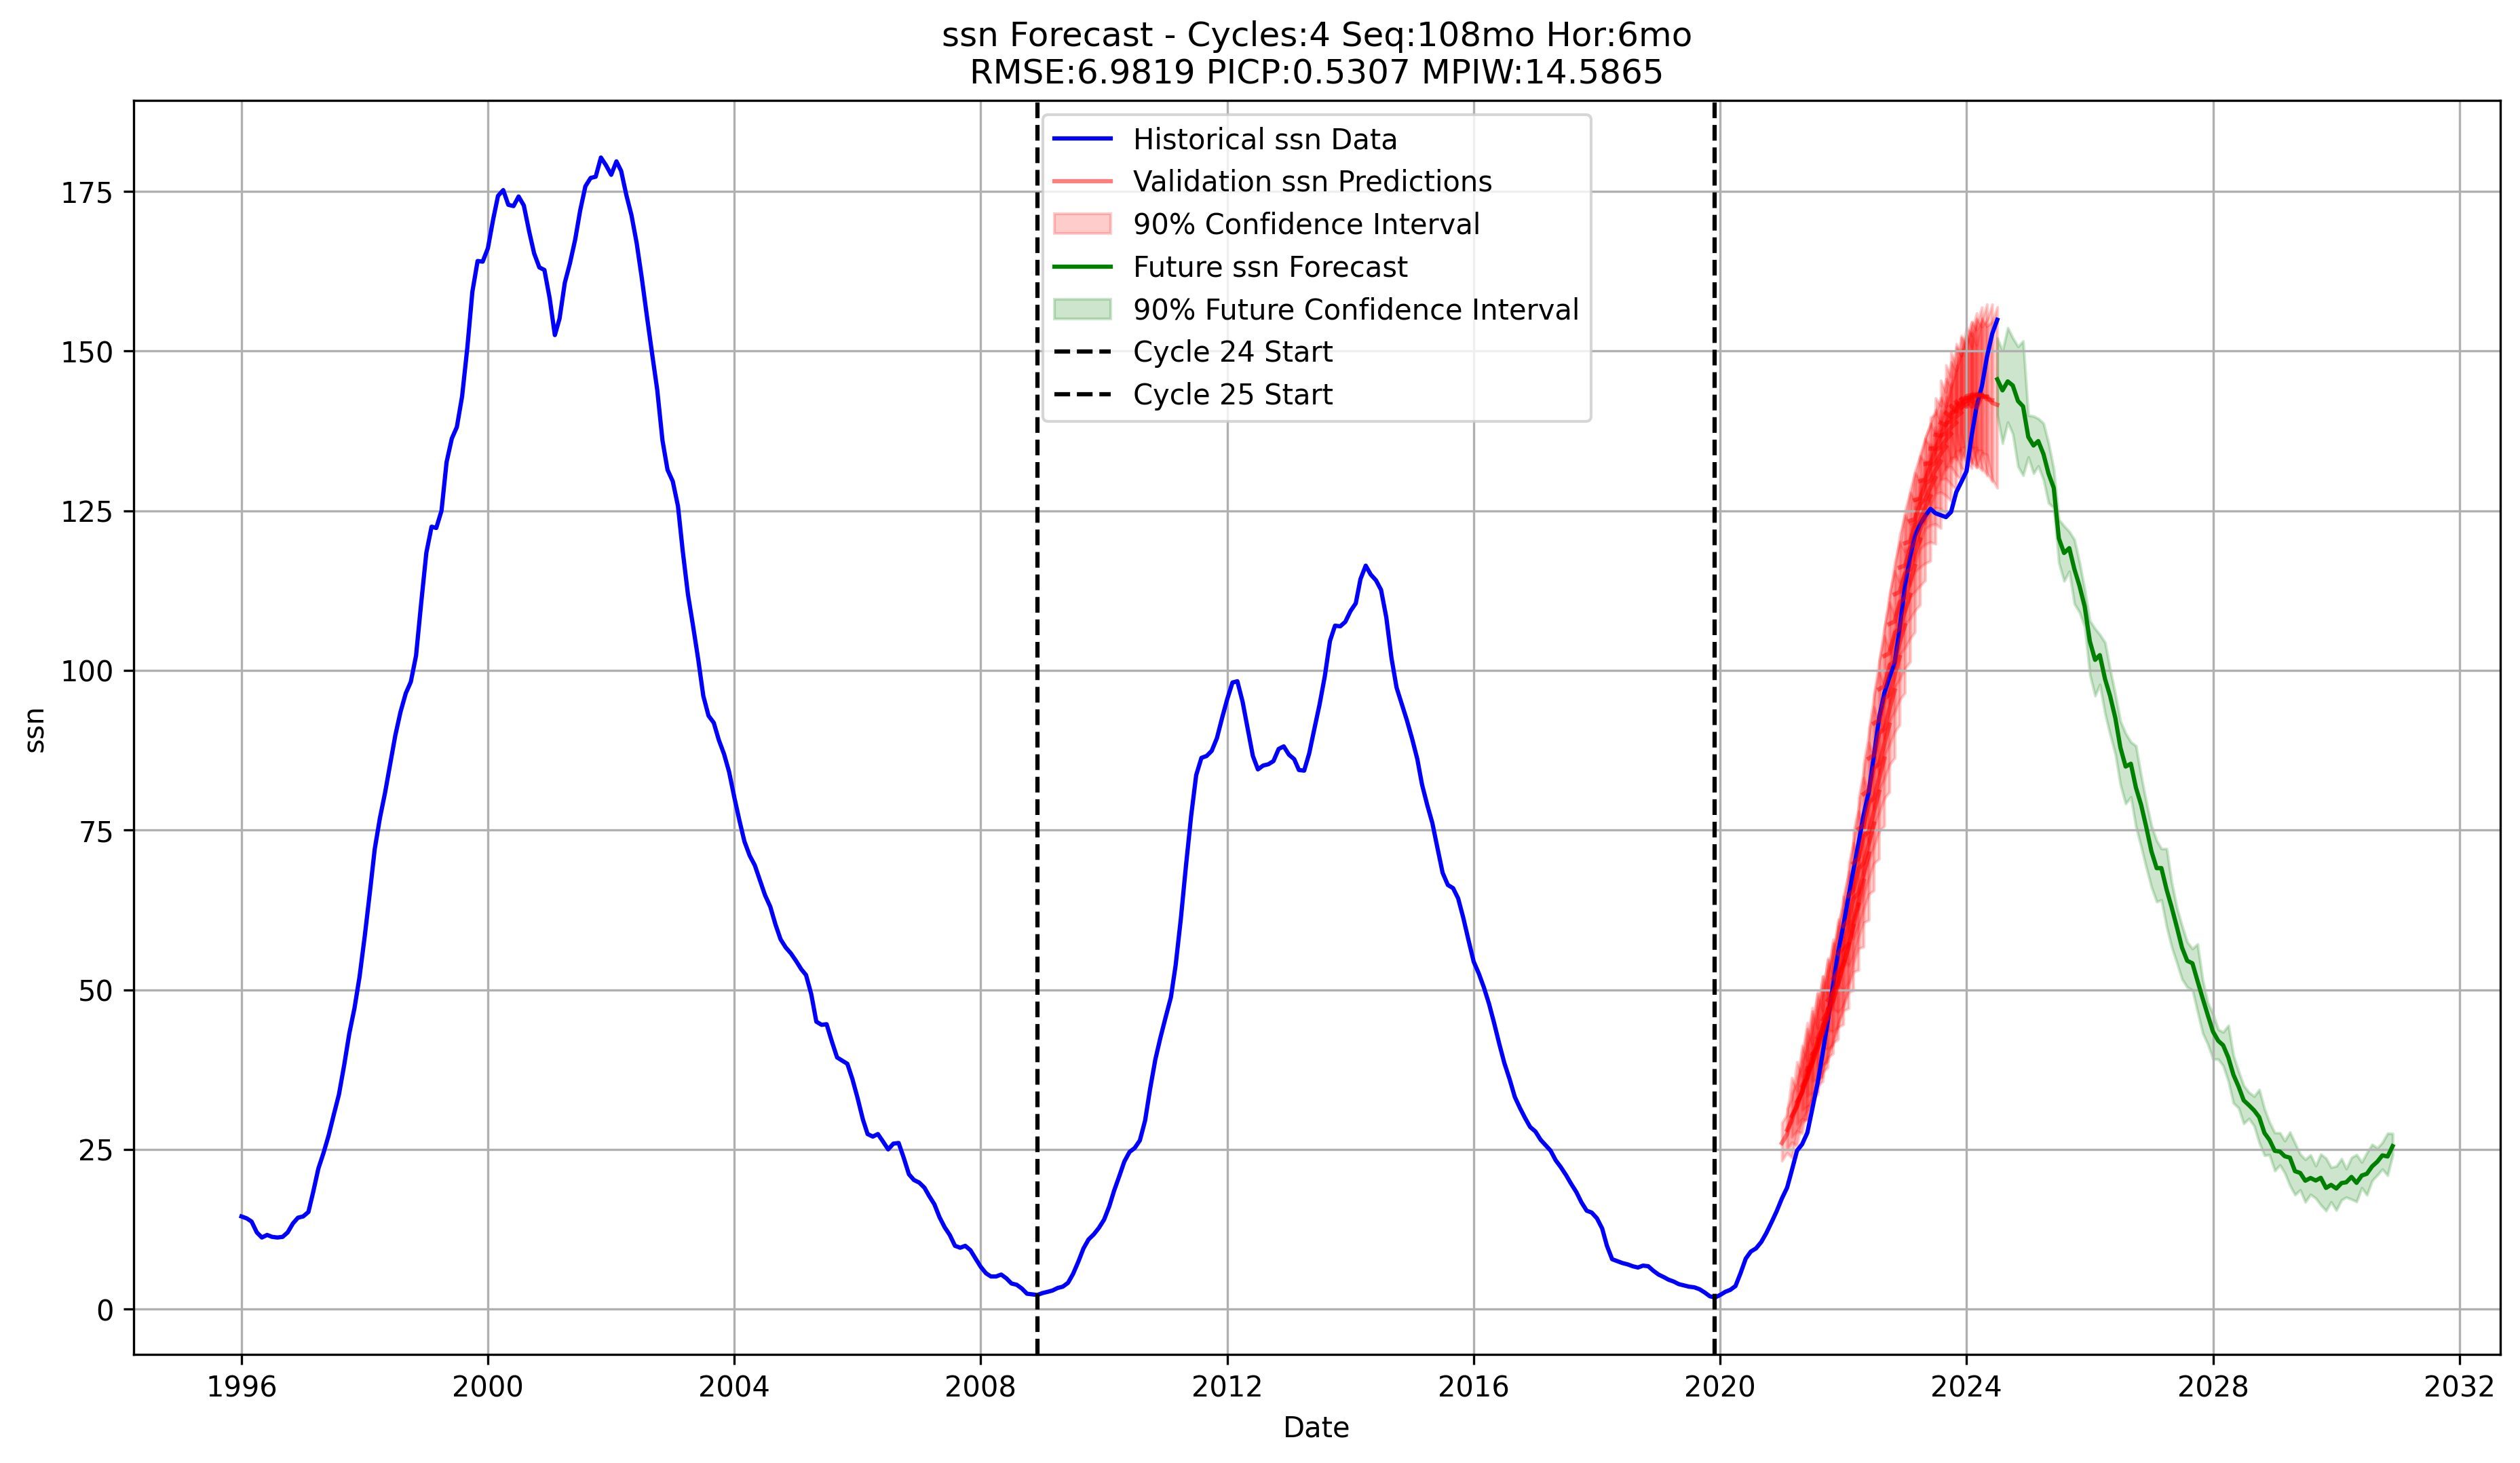 ssn Forecast - Cycles:4 Seq:108mo Hor:6mo
RMSE:6.9819 PICP:0.5307 MPIW:14.5865
Historical ssn Data
Validation ssn Predictions
90% Confidence Interval
Future ssn Forecast
90% Future Confidence Interval
Cycle 24 Start
Cycle 25 Start
ssn
175
150
125
100
75
50
25
0
1996 2000 2004 2008 2012 2016 2020 2024 2028 2032
Date